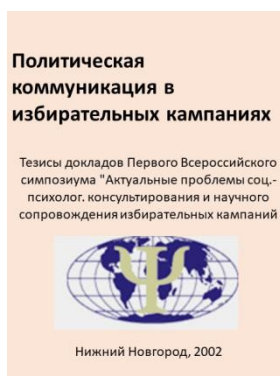 Политическая
коммуникация в
избирательных кампаниях
Тезисы докладов Первого Всероссийского
симпозиума "Актуальные проблемы соц.-
психолог. консультирования и научного
сопровождения избирательных кампаний
Нижний Новгород, 2002